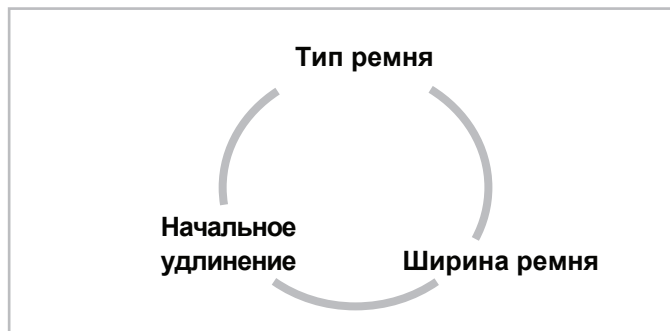 Тип ремня
Начальное
удлинение
Ширина ремня